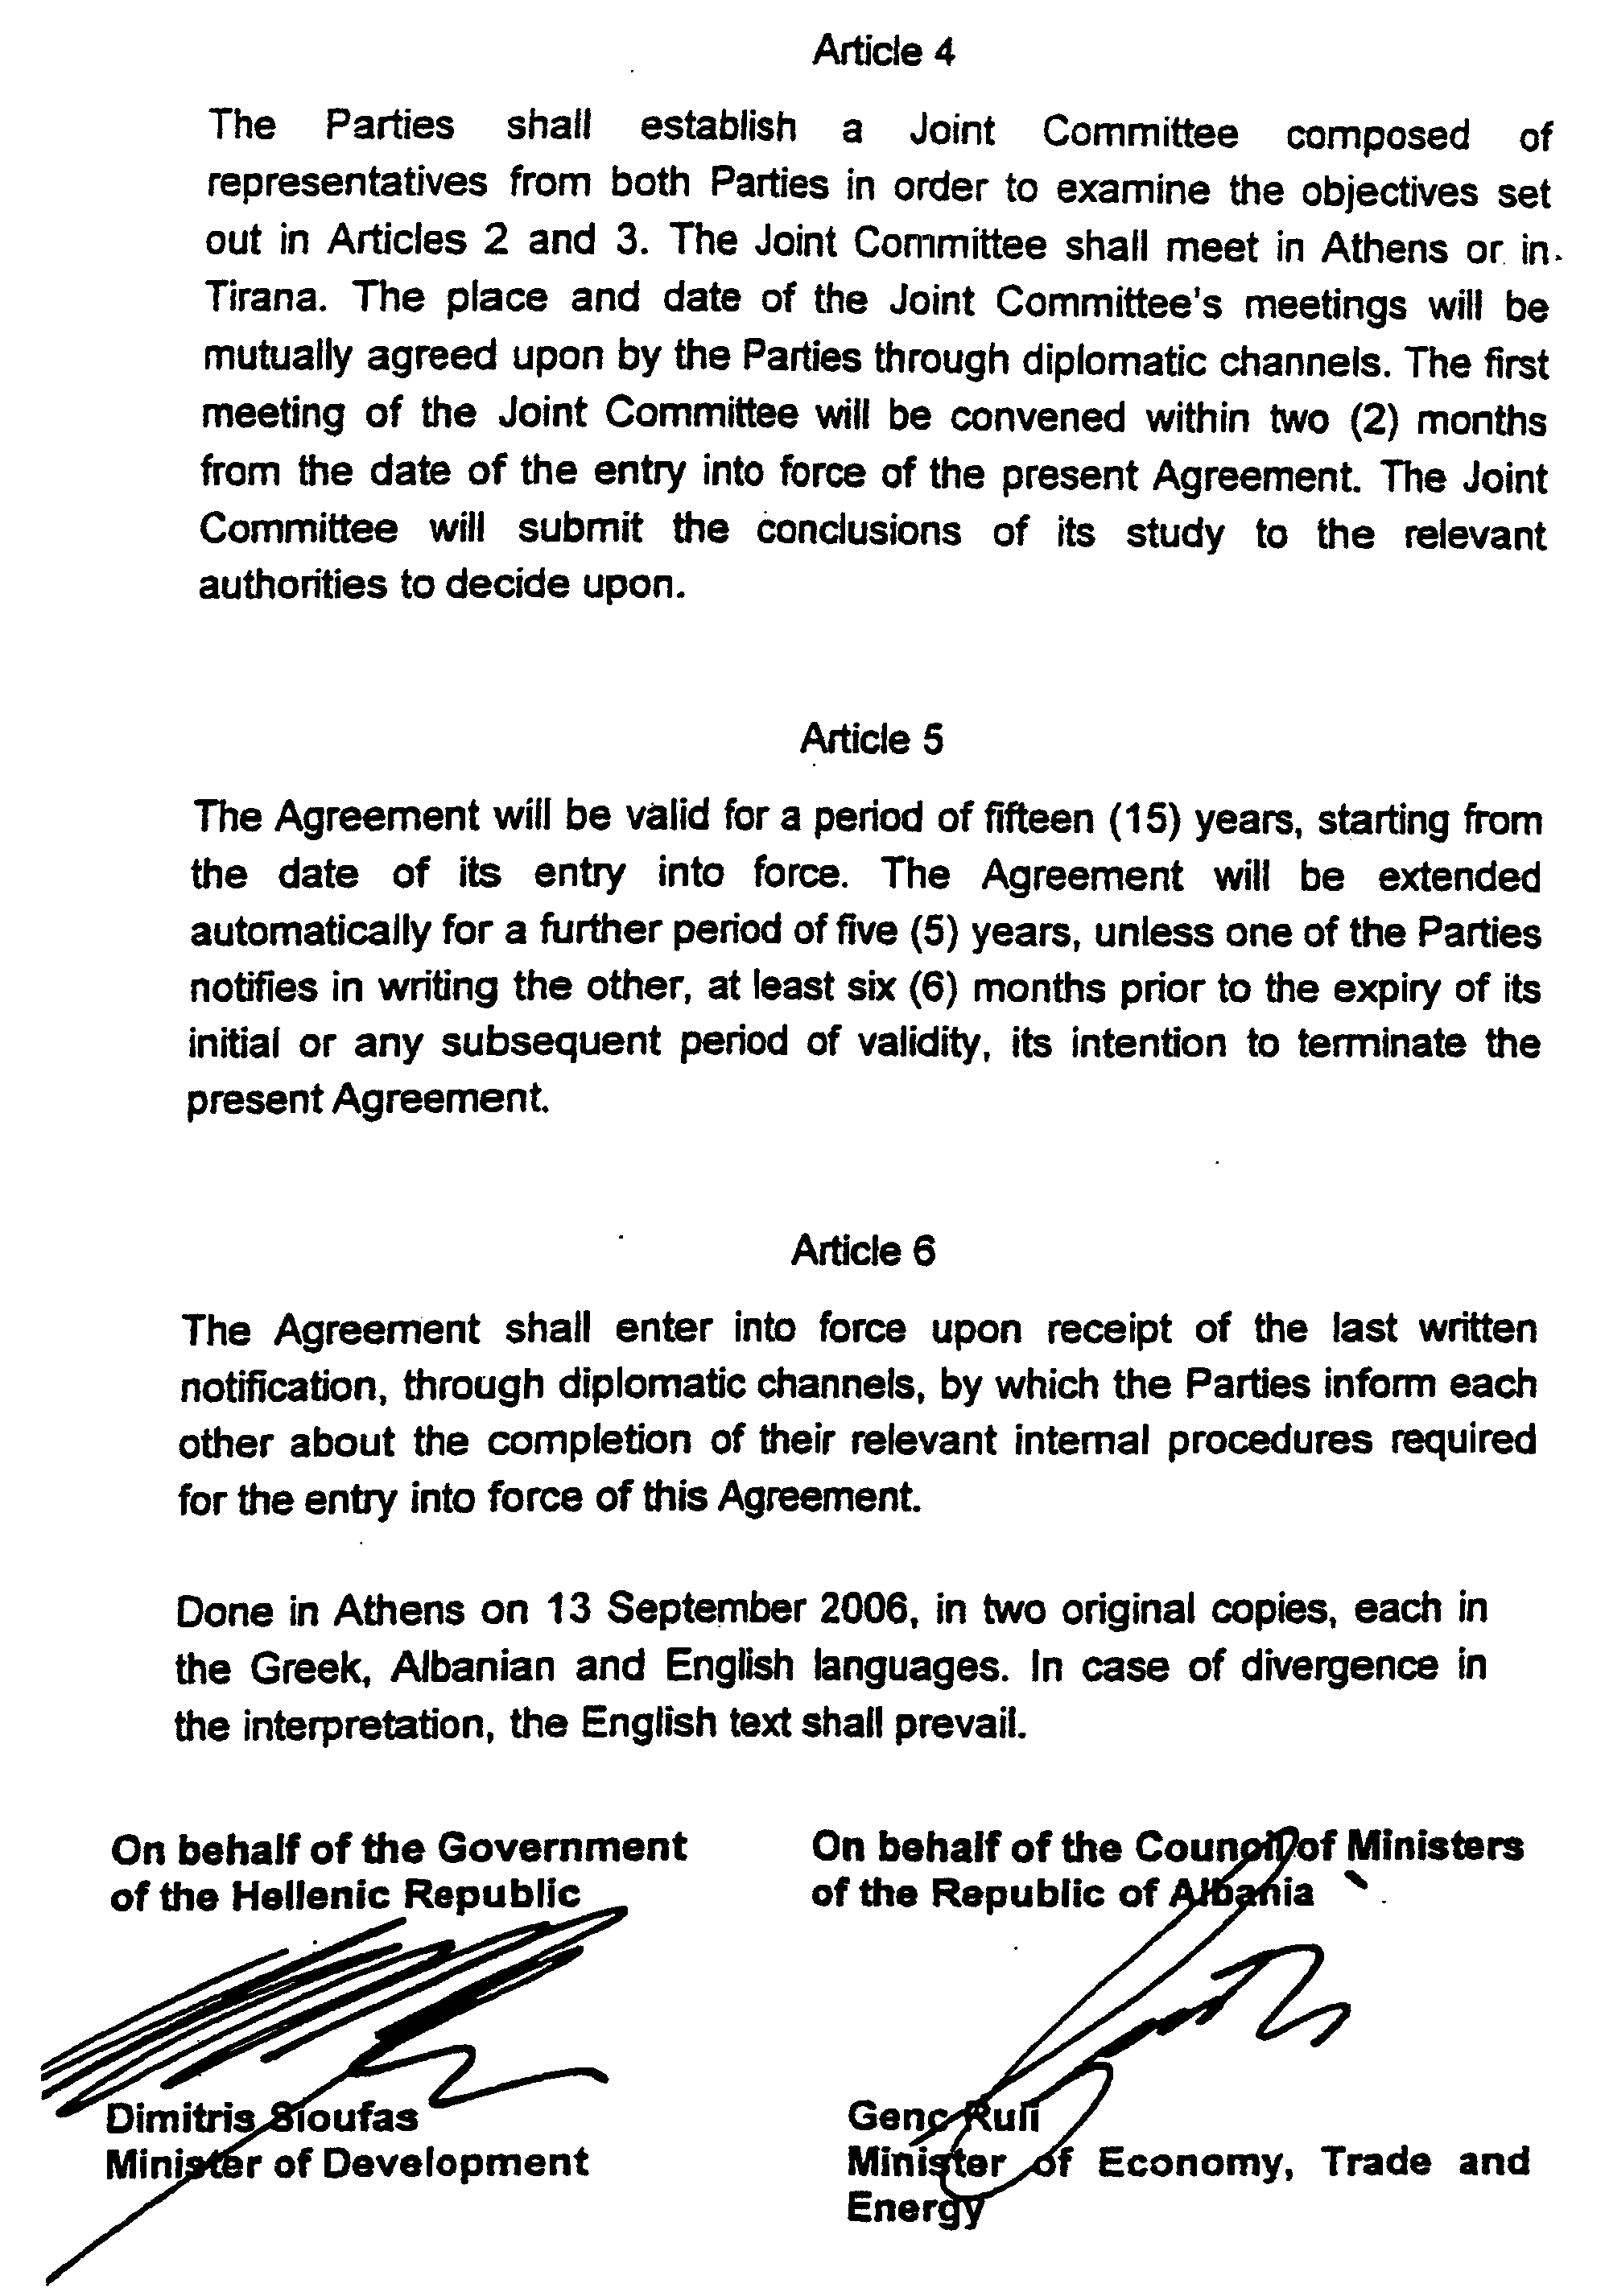 Article 4
The Parties shall establish a Joint Committee composed of
representatives from both Parties in order to examine the objectives set
out in Articles 2 and 3. The Joint Committee shall meet in Athens or in
Tirana. The place and date of the Joint Committee's meetings will be
mutually agreed upon by the Parties through diplomatic channels. The first
meeting of the Joint Committee will be convened within two (2) months
from the date of the entry into force of the present Agreement. The Joint
Committee will submit the conclusions of its study to the relevant
authorities to decide upon.
Article 5
The Agreement will be valid for a period of fifteen (15) years, starting from
the date of its entry into force. The Agreement will be extended
automatically for a further period of five (5) years, unless one of the Parties
notifies in writing the other, at least six (6) months prior to the expiry of its
initial or any subsequent period of validity, its intention to terminate the
present Agreement.
Article 6
The Agreement shall enter into force upon receipt of the last written
notification, through diplomatic channels, by which the Parties inform each
other about the completion of their relevant internal procedures required
for the entry into force of this Agreement.
Done in Athens on 13 September 2006, in two original copies, each in
the Greek, Albanian and English languages. In case of divergence in
the interpretation, the English text shall prevail.
On behalf of the Government
of the Hellenic Republic
Dimitris Sioufas
Minister of Development
On behalf of the Council of Ministers
of the Republic of Albania
Genc Ruli
Minister of Economy, Trade and
Energy